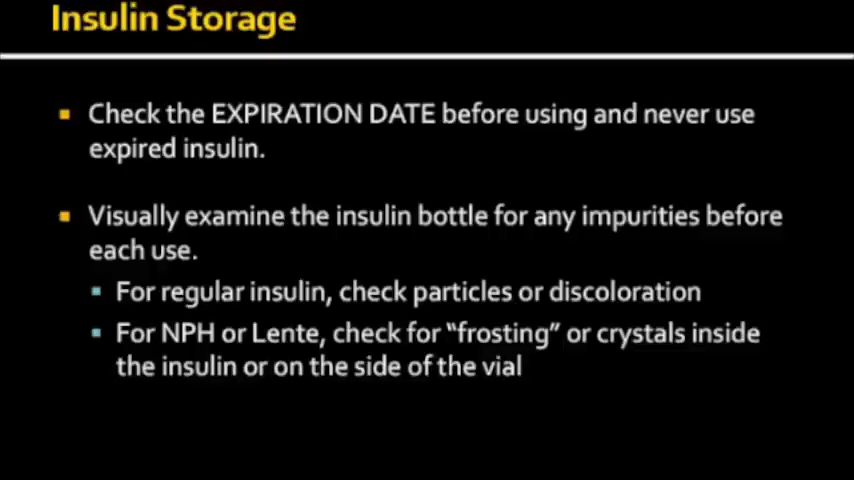 Insulin Storage
Check the EXPIRATION DATE before using and never use
expired insulin.
Visually examine the insulin bottle for any impurities before
each use.
For regular insulin, check particles or discoloration
For NPH or Lente, check for “frosting” or crystals inside
the insulin or on the side of the vial